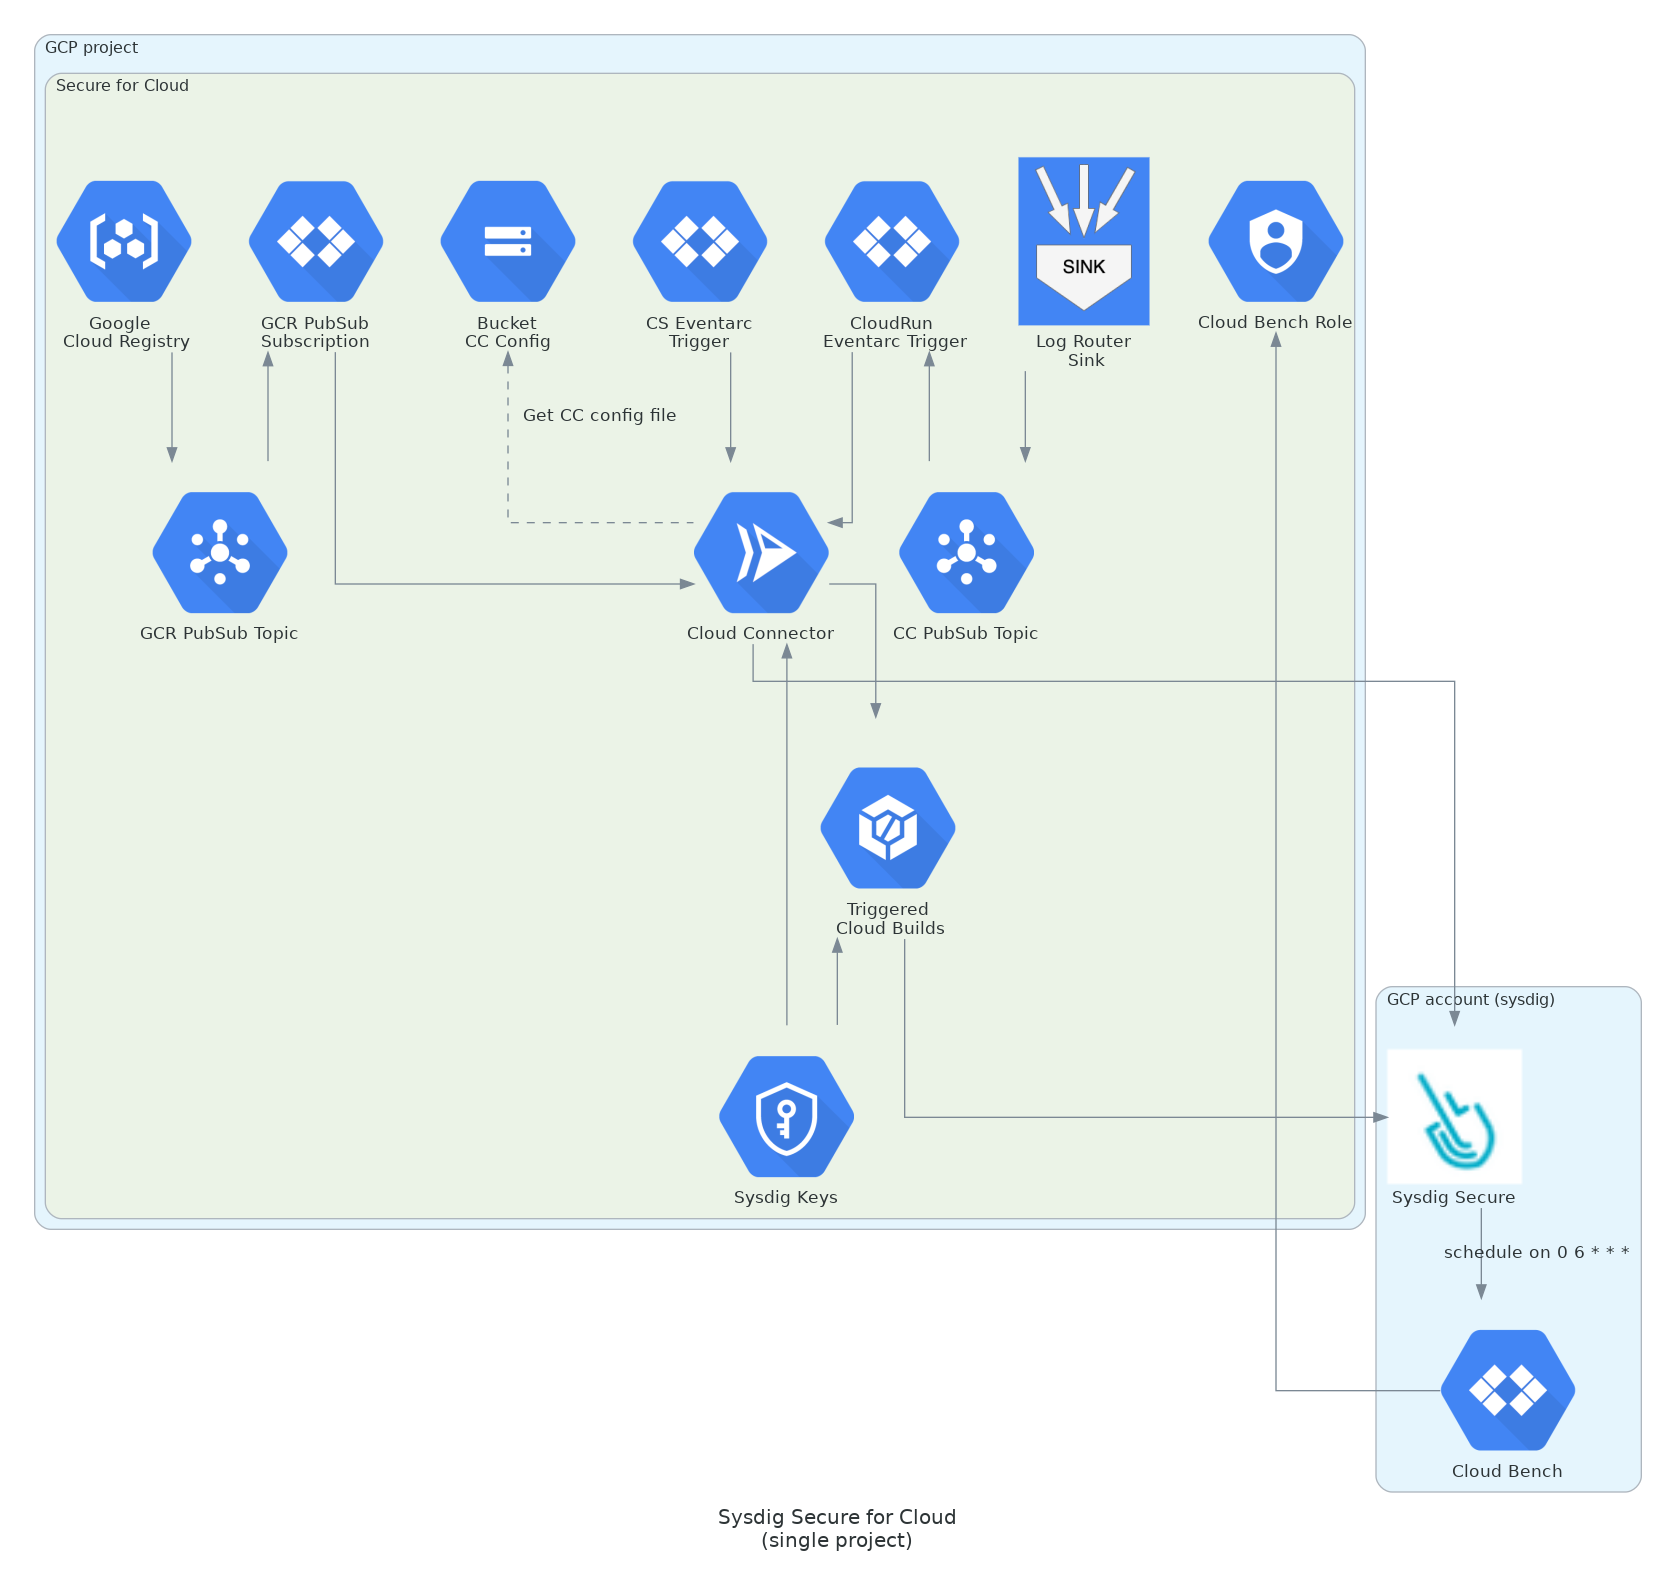 GCP project
Secure for Cloud
SINK
Google
Cloud Registry
GCR PubSub
Subscription
Bucket
CC Config
CS Eventarc
Trigger
CloudRun
Eventarc Trigger
Log Router
Sink
Cloud Bench Role
Get CC config file
GCR PubSub Topic
Cloud Connector
CC PubSub Topic
Triggered
Cloud Builds
GCP account (sysdig)
Sysdig Keys
Sysdig Secure
schedule on 0 6 * * *
Cloud Bench
Sysdig Secure for Cloud
(single project)